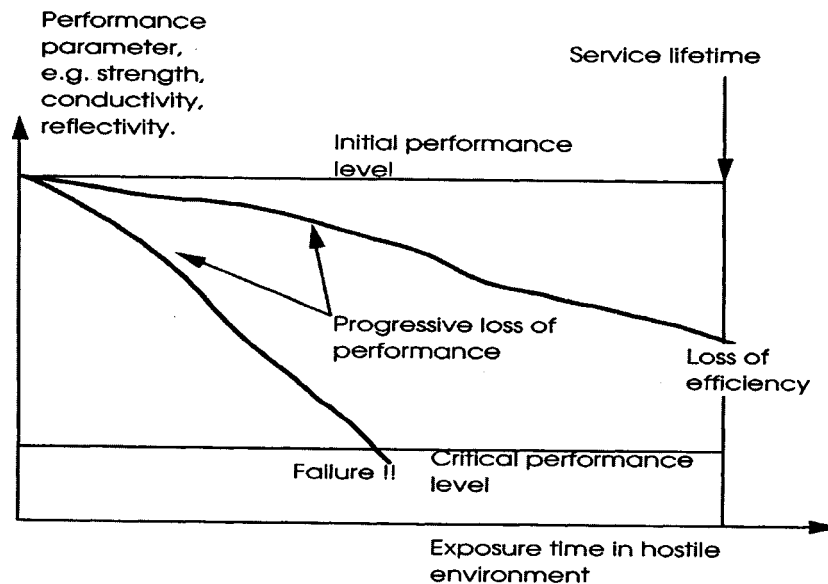 Performance
parameter,
e.g. strength,
conductivity,
reflectivity.
Service lifetime
Initial performance
level
Progressive loss of
performance
Loss of
efficiency
Failure !!
Critical performance
level
Exposure time in hostile
environment